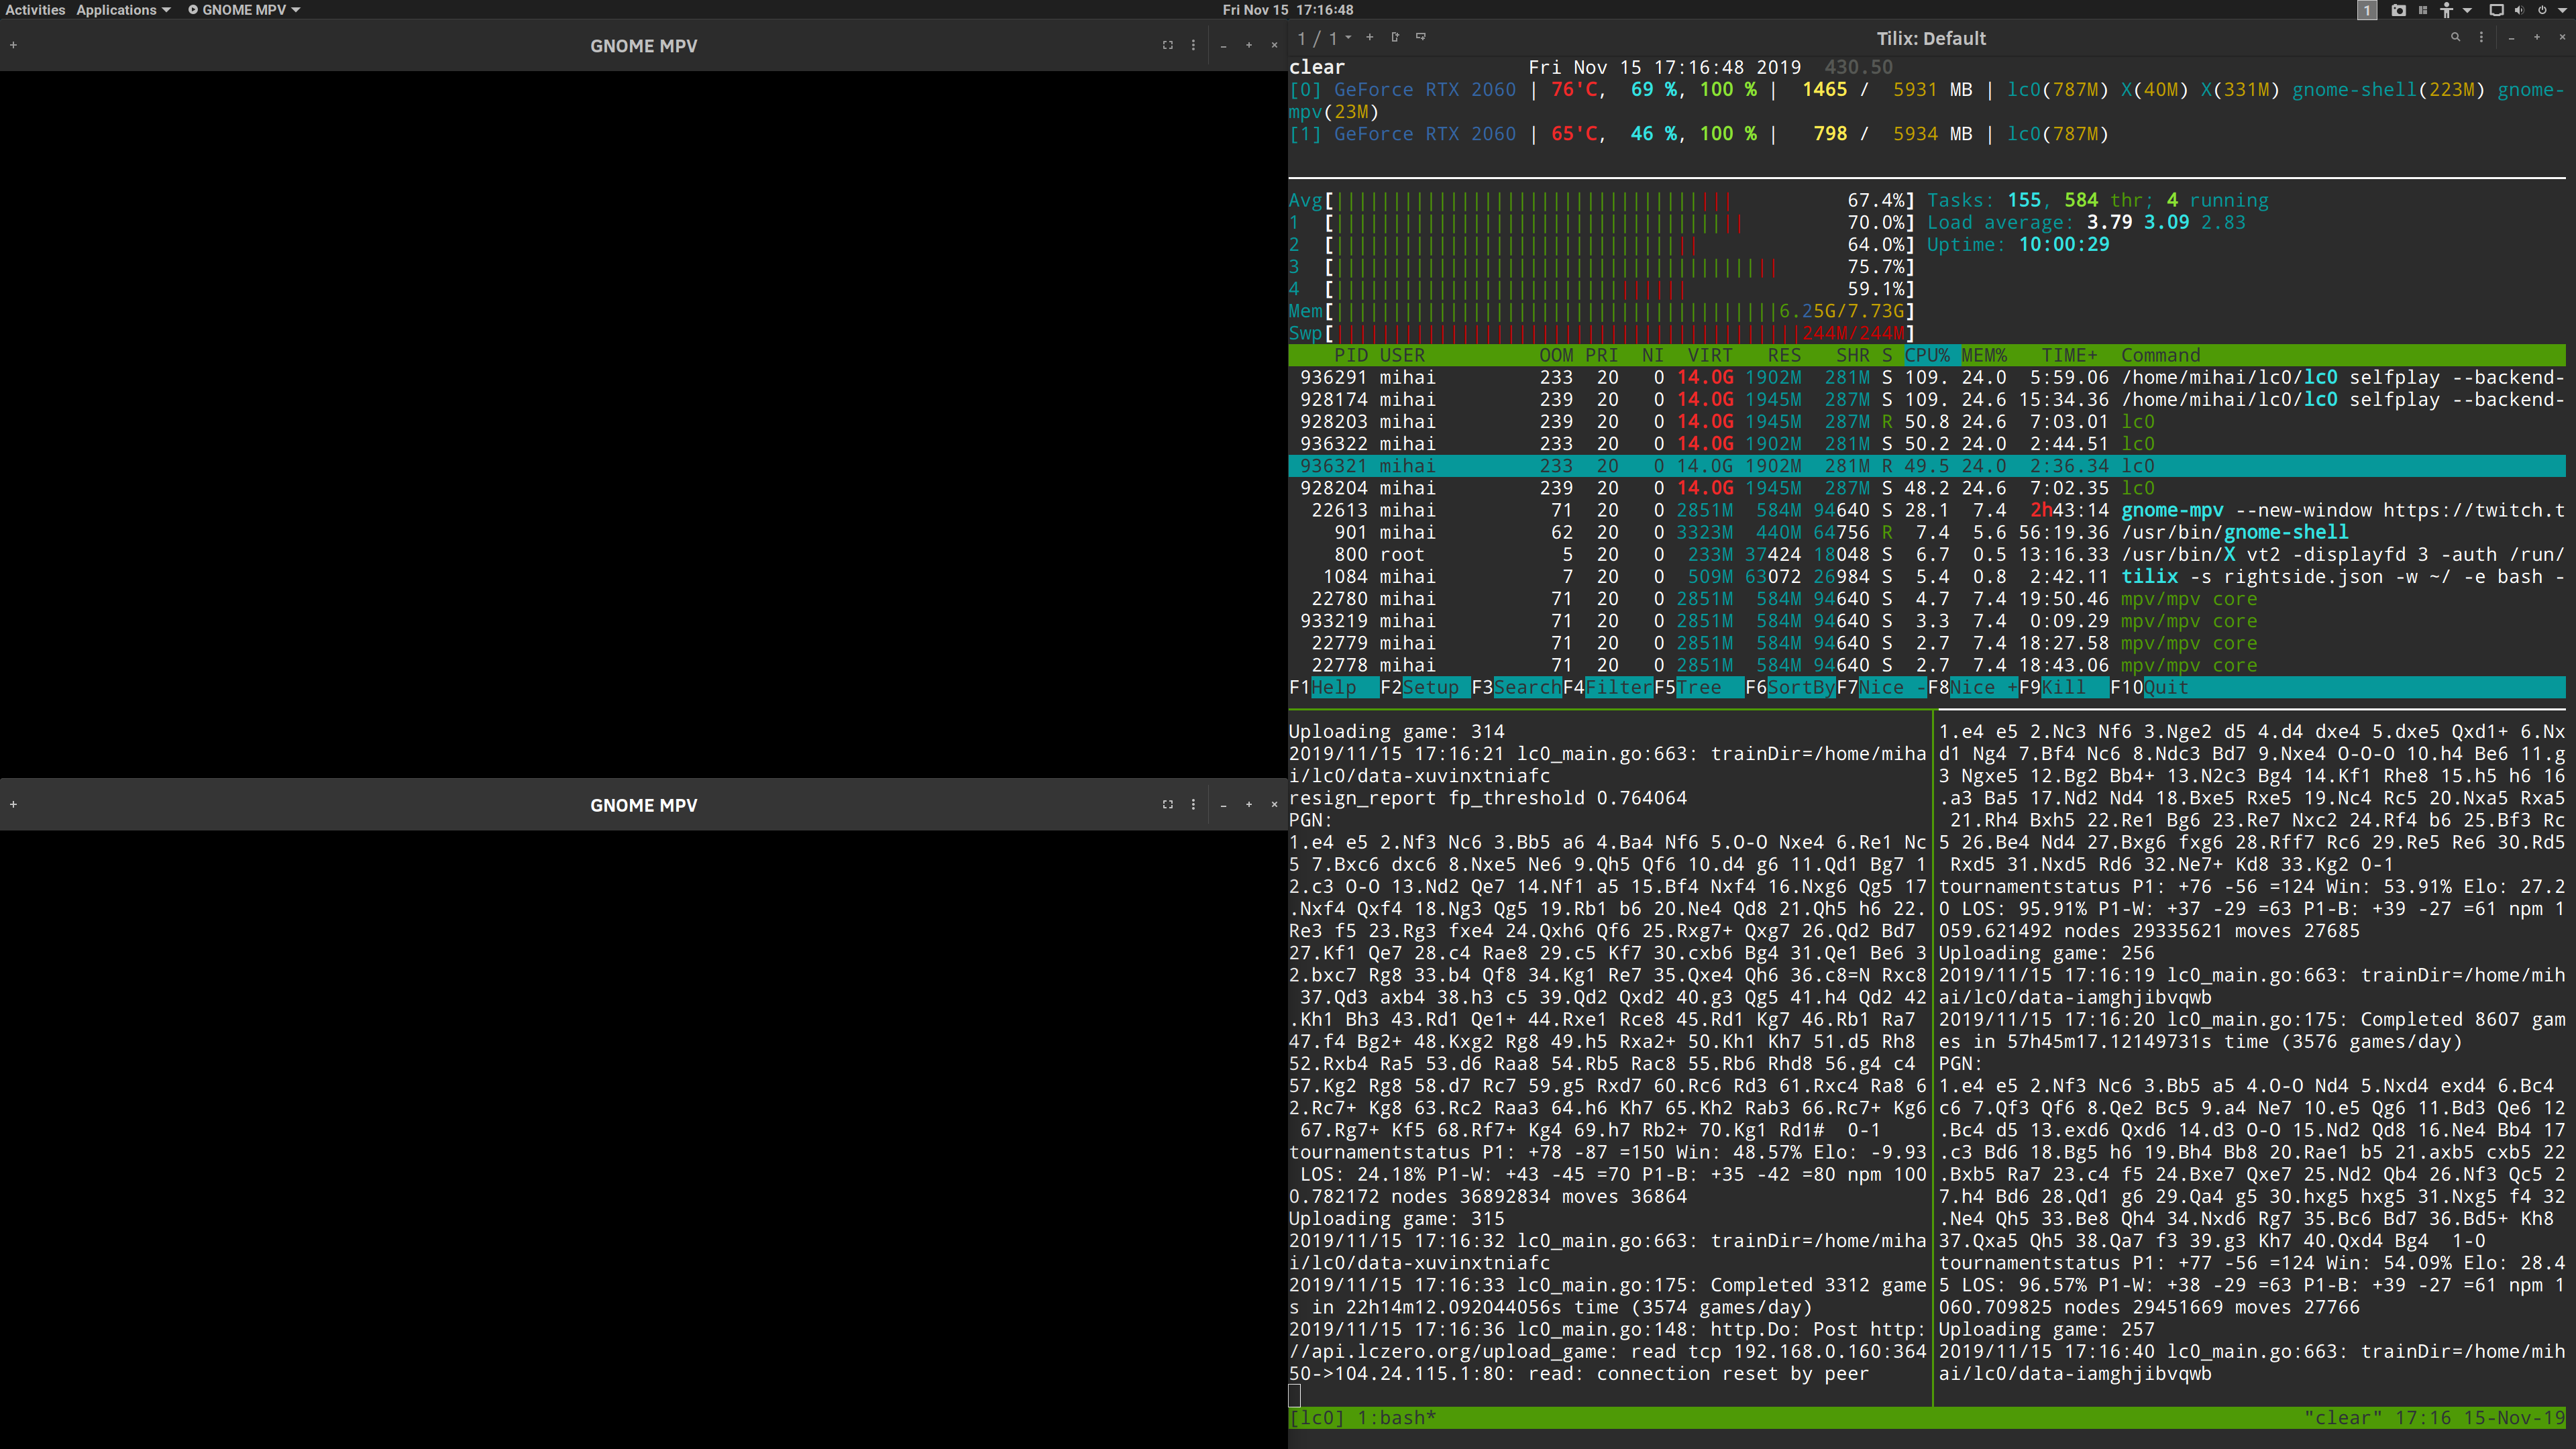 Activities Applications GNOME MPV Fri Nov 15 17:16:48 1
GNOME MPV
GNOME MPV
1 / 1 Tilix: Default
clear Fri Nov 15 17:16:48 2019 430.50
[0] GeForce RTX 2060 | 76'C, 69 %, 100 % | 1465 / 5931 MB | lc0(787M) X(40M) X(331M) gnome-shell(223M) gnome-
mpv(23M)
[1] GeForce RTX 2060 | 65'C, 46 %, 100 % | 798 / 5934 MB | lc0(787M)
Avg[ 67.4%] Tasks: 155, 584 thr; 4 running
1 [ 70.0%] Load average: 3.79 3.09 2.83
2 [ 64.0%] Uptime: 10:00:29
3 [ 75.7%]
4 [ 59.1%]
Mem[ 6.25G/7.73G]
Swp[ 244M/244M]
PID USER OOM PRI NI VIRT RES SHR S CPU% MEM% TIME+ Command
936291 mihai 233 20 0 14.0G 1902M 281M S 109. 24.0 5:59.06 /home/mihai/lc0/lc0 selfplay --backend-
928174 mihai 239 20 0 14.0G 1945M 287M S 109. 24.6 15:34.36 /home/mihai/lc0/lc0 selfplay --backend-
928203 mihai 239 20 0 14.0G 1945M 287M R 50.8 24.6 7:03.01 lc0
936322 mihai 233 20 0 14.0G 1902M 281M S 50.2 24.0 2:44.51 lc0
936321 mihai 233 20 0 14.0G 1902M 281M R 49.5 24.0 2:36.34 lc0
928204 mihai 239 20 0 14.0G 1945M 287M S 48.2 24.6 7:02.35 lc0
22613 mihai 71 20 0 2851M 584M 94640 S 28.1 7.4 2h43:14 gnome-mpv --new-window https://twitch.t
901 mihai 62 20 0 3323M 440M 64756 R 7.4 5.6 56:19.36 /usr/bin/gnome-shell
800 root 5 20 0 233M 37424 18048 S 6.7 0.5 13:16.33 /usr/bin/X vt2 -displayfd 3 -auth /run/
1084 mihai 7 20 0 509M 63072 26984 S 5.4 0.8 2:42.11 tilix -s rightside.json -w ~/ -e bash -
22780 mihai 71 20 0 2851M 584M 94640 S 4.7 7.4 19:50.46 mpv/mpv core
933219 mihai 71 20 0 2851M 584M 94640 S 3.3 7.4 0:09.29 mpv/mpv core
22779 mihai 71 20 0 2851M 584M 94640 S 2.7 7.4 18:27.58 mpv/mpv core
22778 mihai 71 20 0 2851M 584M 94640 S 2.7 7.4 18:43.06 mpv/mpv core
F1Help F2Setup F3SearchF4FilterF5Tree F6SortByF7Nice -F8Nice +F9Kill F10Quit
Uploading game: 314
2019/11/15 17:16:21 lc0_main.go:663: trainDir=/home/miha
i/lc0/data-xuvinxtniafc
resign_report fp_threshold 0.764064
PGN:
1.e4 e5 2.Nf3 Nc6 3.Bb5 a6 4.Ba4 Nf6 5.O-O Nxe4 6.Re1 Nc
5 7.Bxc6 dxc6 8.Nxe5 Ne6 9.Qh5 Qf6 10.d4 g6 11.Qd1 Bg7 1
2.c3 O-O 13.Nd2 Qe7 14.Nf1 a5 15.Bf4 Nxf4 16.Nxg6 Qg5 17
.Nxf4 Qxf4 18.Ng3 Qg5 19.Rb1 b6 20.Ne4 Qd8 21.Qh5 h6 22.
Re3 f5 23.Rg3 fxe4 24.Qxh6 Qf6 25.Rxg7+ Qxg7 26.Qd2 Bd7
27.Kf1 Qe7 28.c4 Rae8 29.c5 Kf7 30.cxb6 Bg4 31.Qe1 Be6 3
2.bxc7 Rg8 33.b4 Qf8 34.Kg1 Re7 35.Qxe4 Qh6 36.c8=N Rxc8
37.Qd3 axb4 38.h3 c5 39.Qd2 Qxd2 40.g3 Qg5 41.h4 Qd2 42
.Kh1 Bh3 43.Rd1 Qe1+ 44.Rxe1 Rce8 45.Rd1 Kg7 46.Rb1 Ra7
47.f4 Bg2+ 48.Kxg2 Rg8 49.h5 Rxa2+ 50.Kh1 Kh7 51.d5 Rh8
52.Rxb4 Ra5 53.d6 Raa8 54.Rb5 Rac8 55.Rb6 Rhd8 56.g4 c4
57.Kg2 Rg8 58.d7 Rc7 59.g5 Rxd7 60.Rc6 Rd3 61.Rxc4 Ra8 6
2.Rc7+ Kg8 63.Rc2 Raa3 64.h6 Kh7 65.Kh2 Rab3 66.Rc7+ Kg6
67.Rg7+ Kf5 68.Rf7+ Kg4 69.h7 Rb2+ 70.Kg1 Rd1# 0-1
tournamentstatus P1: +78 -87 =150 Win: 48.57% Elo: -9.93
LOS: 24.18% P1-W: +43 -45 =70 P1-B: +35 -42 =80 npm 100
0.782172 nodes 36892834 moves 36864
Uploading game: 315
2019/11/15 17:16:32 lc0_main.go:663: trainDir=/home/miha
i/lc0/data-xuvinxtniafc
2019/11/15 17:16:33 lc0_main.go:175: Completed 3312 game
s in 22h14m12.092044056s time (3574 games/day)
2019/11/15 17:16:36 lc0_main.go:148: http.Do: Post http:
//api.lczero.org/upload_game: read tcp 192.168.0.160:364
50->104.24.115.1:80: read: connection reset by peer
1.e4 e5 2.Nc3 Nf6 3.Nge2 d5 4.d4 dxe4 5.dxe5 Qxd1+ 6.Nx
d1 Ng4 7.Bf4 Nc6 8.Ndc3 Bd7 9.Nxe4 O-O-O 10.h4 Be6 11.g
3 Ngxe5 12.Bg2 Bb4+ 13.N2c3 Bg4 14.Kf1 Rhe8 15.h5 h6 16
.a3 Ba5 17.Nd2 Nd4 18.Bxe5 Rxe5 19.Nc4 Rc5 20.Nxa5 Rxa5
21.Rh4 Bxh5 22.Re1 Bg6 23.Re7 Nxc2 24.Rf4 b6 25.Bf3 Rc
5 26.Be4 Nd4 27.Bxg6 fxg6 28.Rff7 Rc6 29.Re5 Re6 30.Rd5
Rxd5 31.Nxd5 Rd6 32.Ne7+ Kd8 33.Kg2 0-1
tournamentstatus P1: +76 -56 =124 Win: 53.91% Elo: 27.2
0 LOS: 95.91% P1-W: +37 -29 =63 P1-B: +39 -27 =61 npm 1
059.621492 nodes 29335621 moves 27685
Uploading game: 256
2019/11/15 17:16:19 lc0_main.go:663: trainDir=/home/mih
ai/lc0/data-iamghjibvqwb
2019/11/15 17:16:20 lc0_main.go:175: Completed 8607 gam
es in 57h45m17.12149731s time (3576 games/day)
PGN:
1.e4 e5 2.Nf3 Nc6 3.Bb5 a5 4.O-O Nd4 5.Nxd4 exd4 6.Bc4
c6 7.Qf3 Qf6 8.Qe2 Bc5 9.a4 Ne7 10.e5 Qg6 11.Bd3 Qe6 12
.Bc4 d5 13.exd6 Qxd6 14.d3 O-O 15.Nd2 Qd8 16.Ne4 Bb4 17
.c3 Bd6 18.Bg5 h6 19.Bh4 Bb8 20.Rae1 b5 21.axb5 cxb5 22
.Bxb5 Ra7 23.c4 f5 24.Bxe7 Qxe7 25.Nd2 Qb4 26.Nf3 Qc5 2
7.h4 Bd6 28.Qd1 g6 29.Qa4 g5 30.hxg5 hxg5 31.Nxg5 f4 32
.Ne4 Qh5 33.Be8 Qh4 34.Nxd6 Rg7 35.Bc6 Bd7 36.Bd5+ Kh8
37.Qxa5 Qh5 38.Qa7 f3 39.g3 Kh7 40.Qxd4 Bg4 1-0
tournamentstatus P1: +77 -56 =124 Win: 54.09% Elo: 28.4
5 LOS: 96.57% P1-W: +38 -29 =63 P1-B: +39 -27 =61 npm 1
060.709825 nodes 29451669 moves 27766
Uploading game: 257
2019/11/15 17:16:40 lc0_main.go:663: trainDir=/home/mih
ai/lc0/data-iamghjibvqwb
[lc0] 1:bash* "clear" 17:16 15-Nov-19